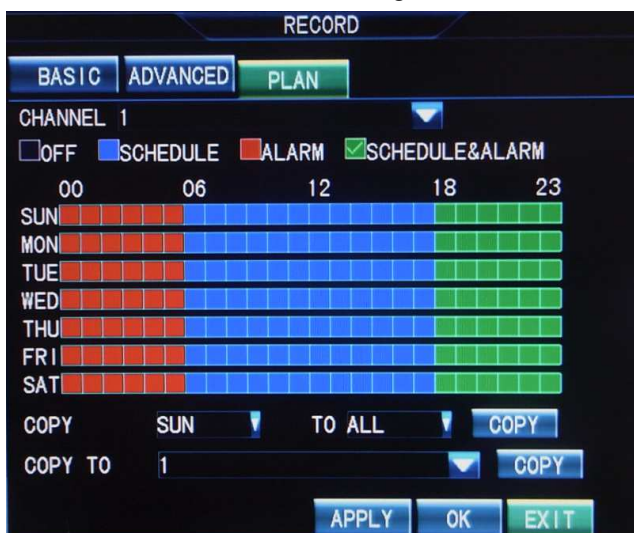 RECORD
BASIC ADVANCED PLAN
CHANNEL 1
OFF SCHEDULE ALARM SCHEDULE&ALARM
00 06 12 18 23
SUN
MON
TUE
WED
THU
FRI
SAT
COPY SUN TO ALL COPY
COPY TO 1 COPY
APPLY OK EXIT